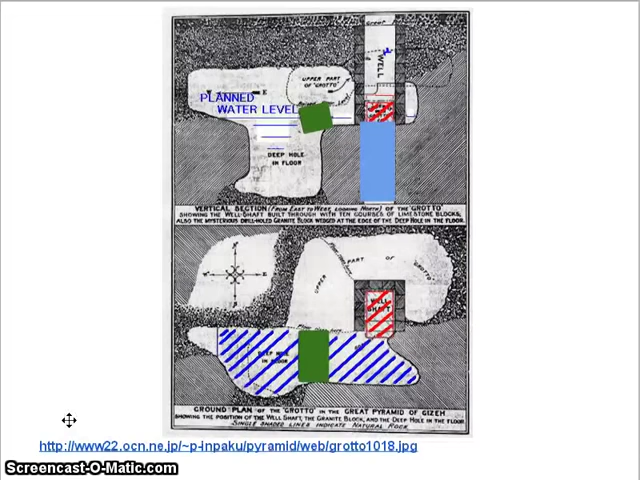 WELL
UPPER PART
OF 'GROTTO'
PLANNED
WATER LEVEL
DEEP HOLE
IN FLOOR
VERTICAL SECTION (FROM EAST TO WEST, LOOKING NORTH) OF THE 'GROTTO'
SHOWING THE WELL-SHAFT BUILT THROUGH WITH TEN COURSES OF LIMESTONE BLOCKS;
ALSO THE MYSTERIOUS DRILL-HOLED GRANITE BLOCK WEDGED AT THE EDGE OF THE DEEP HOLE IN THE FLOOR.
UPPER PART OF 'GROTTO'
WELL
SHAFT
DEEP HOLE
IN FLOOR
GROUND PLAN OF THE 'GROTTO' IN THE GREAT PYRAMID OF GIZEH
SHOWING THE POSITION OF THE WELL SHAFT, THE GRANITE BLOCK, AND THE DEEP HOLE IN THE FLOOR.
SINGLE SHADED LINES INDICATE NATURAL ROCK
http://www22.ocn.ne.jp/~p-inpaku/pyramid/web/grotto1018.jpg
Screencast-O-Matic.com